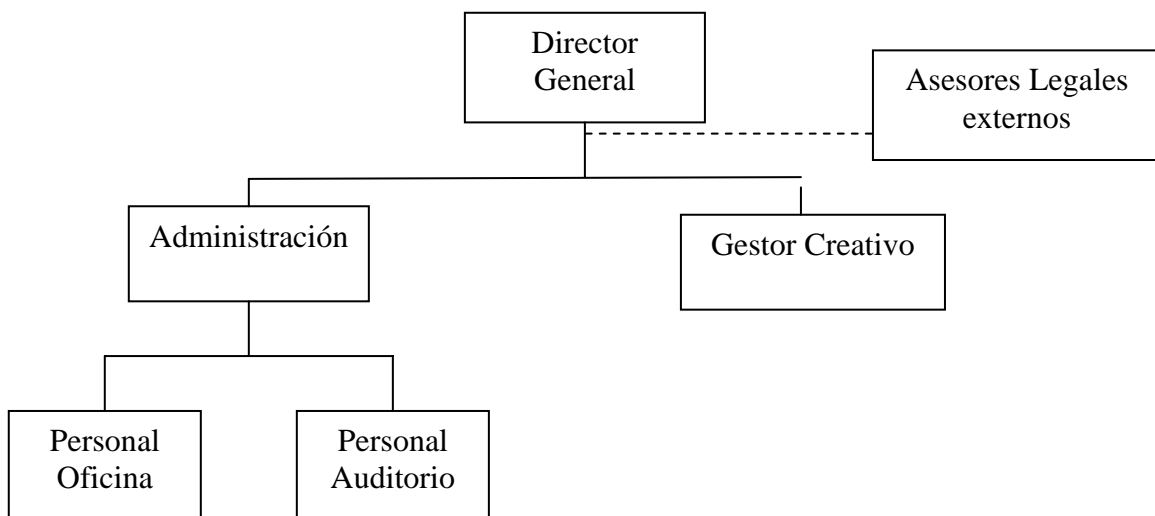 Director
General
Asesores Legales
externos
Administración
Gestor Creativo
Personal
Oficina
Personal
Auditorio